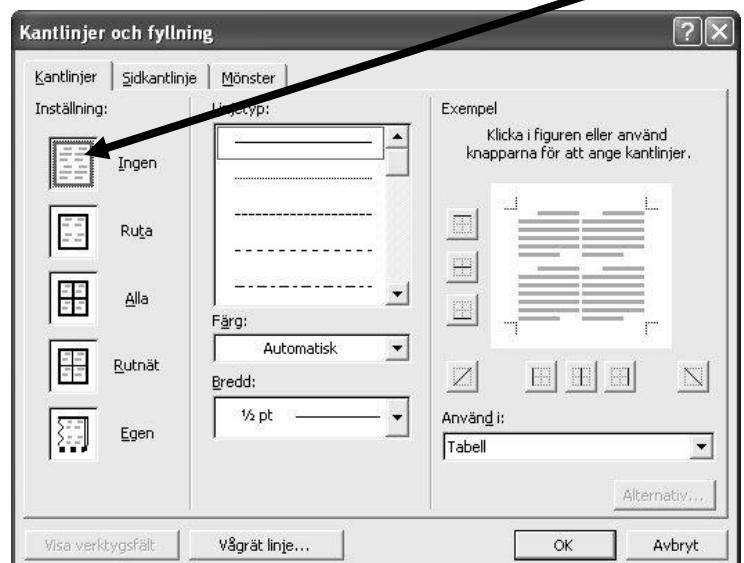 Kantlinjer och fyllning
Kantlinjer Sidkantlinje Mönster
Inställning:
Ingen
Ruta
Alla
Rutnät
Egen
Linjetyp:
Färg:
Automatisk
Bredd:
½ pt
Exempel
Klicka i figuren eller använd
knapparna för att ange kantlinjer.
Använd i:
Tabell
Alternativ...
Visa verktygsfält Vågrät linje... OK Avbryt